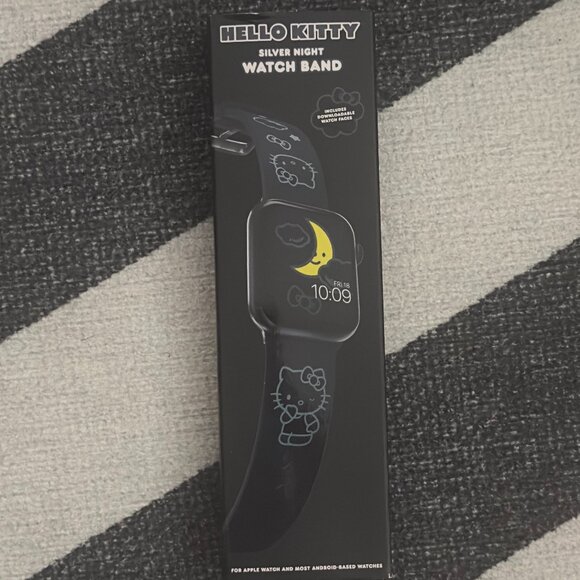 HELLO KITTY
SILVER NIGHT
WATCH BAND
INCLUDES
DOWNLOADABLE
WATCH FACES
FRI 16
10:09
FOR APPLE WATCH AND MOST ANDROID-BASED WATCHES